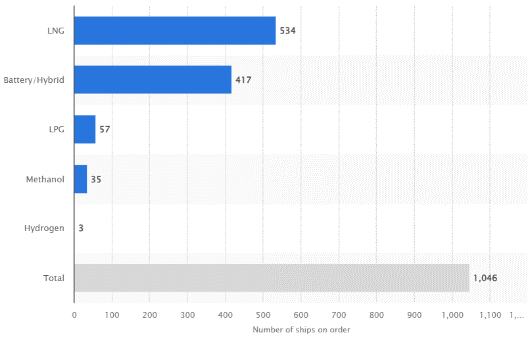 LNG 534
Battery/Hybrid 417
LPG 57
Methanol 35
Hydrogen 3
Total 1,046
0 100 200 300 400 500 600 700 800 900 1,000 1,100 1,...
Number of ships on order